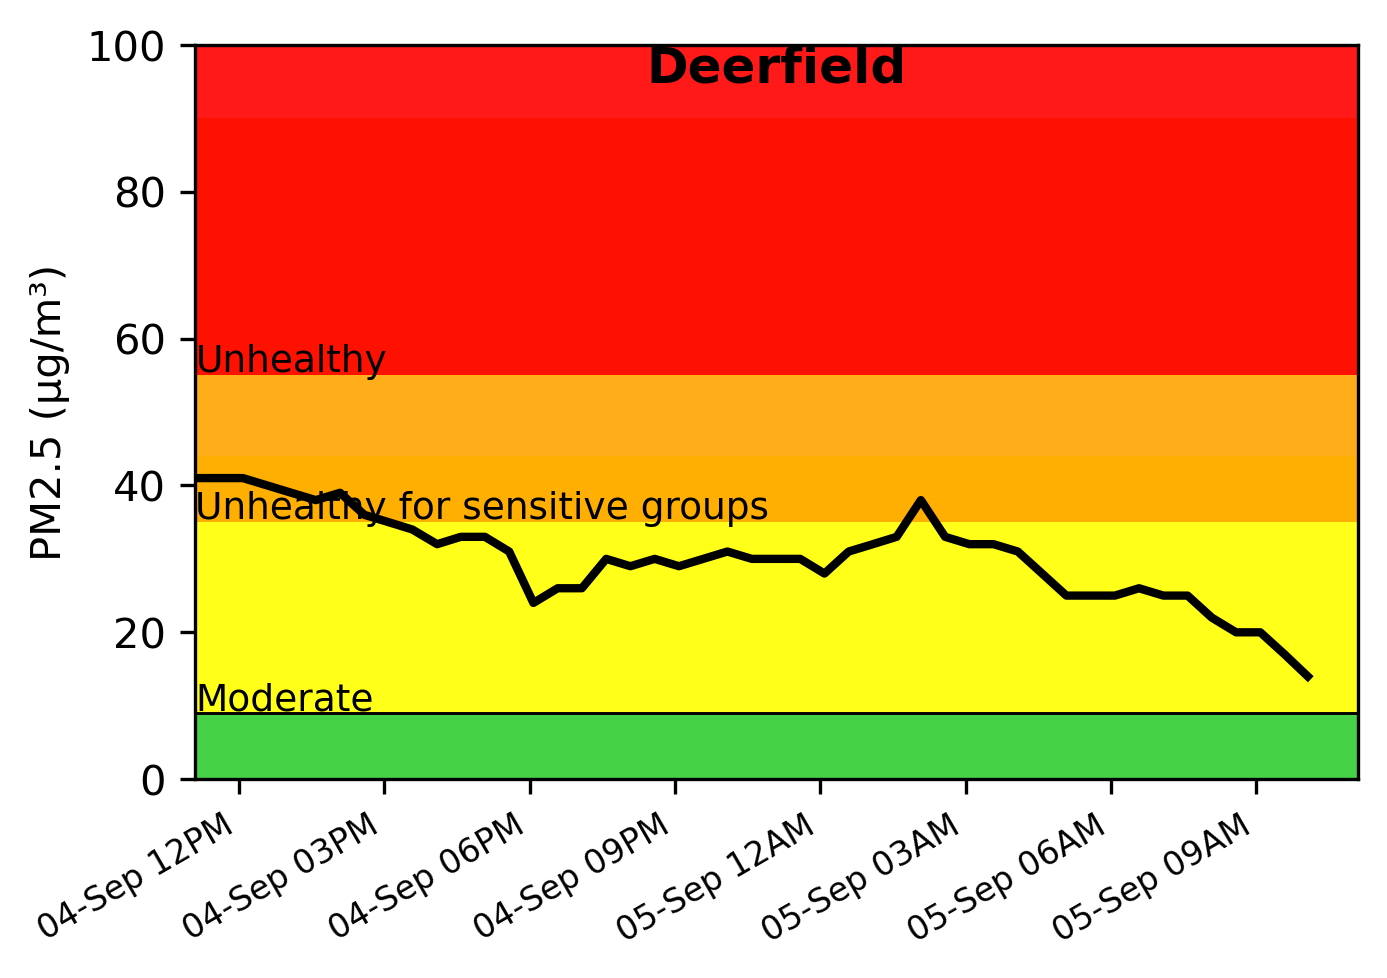 Deerfield
100
80
60
40
20
0
PM2.5 (µg/m³)
Unhealthy
Unhealthy for sensitive groups
Moderate
04-Sep 12PM
04-Sep 03PM
04-Sep 06PM
04-Sep 09PM
05-Sep 12AM
05-Sep 03AM
05-Sep 06AM
05-Sep 09AM